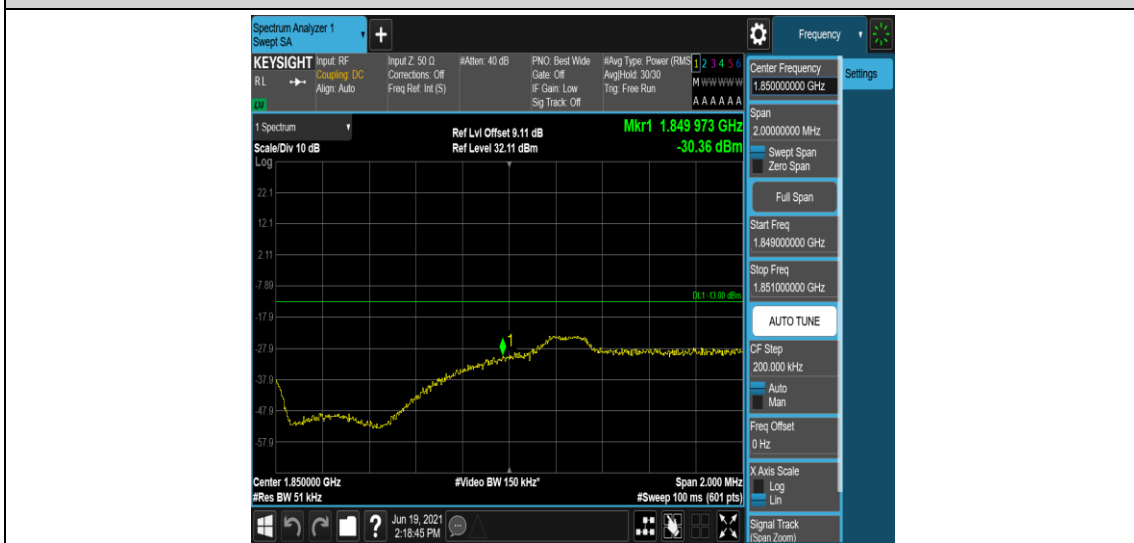 Spectrum Analyzer 1
Swept SA
+
Frequency
KEYSIGHT
RL
LXI
Input: RF
Coupling: DC
Align: Auto
Input Z: 50 Ω
Corrections: Off
Freq Ref: Int (S)
#Atten: 40 dB
PNO: Best Wide
Gate: Off
IF Gain: Low
Sig Track: Off
#Avg Type: Power (RMS
Avg|Hold: 30/30
Trig: Free Run
1 2 3 4 5 6
M W W W W W
A A A A A A
1 Spectrum
Scale/Div 10 dB
Log
Ref Lvl Offset 9.11 dB
Ref Level 32.11 dBm
Mkr1 1.849 973 GHz
-30.36 dBm
22.1
12.1
2.11
-7.89
DL1 -13.00 dBm
-17.9
1
-27.9
-37.9
-47.9
-57.9
Center 1.850000 GHz
#Res BW 51 kHz
#Video BW 150 kHz*
Span 2.000 MHz
#Sweep 100 ms (601 pts)
?
Jun 19, 2021
2:18:45 PM
Center Frequency
1.850000000 GHz
Settings
Span
2.00000000 MHz
Swept Span
Zero Span
Full Span
Start Freq
1.849000000 GHz
Stop Freq
1.851000000 GHz
AUTO TUNE
CF Step
200.000 kHz
Auto
Man
Freq Offset
0 Hz
X Axis Scale
Log
Lin
Signal Track
(Span Zoom)